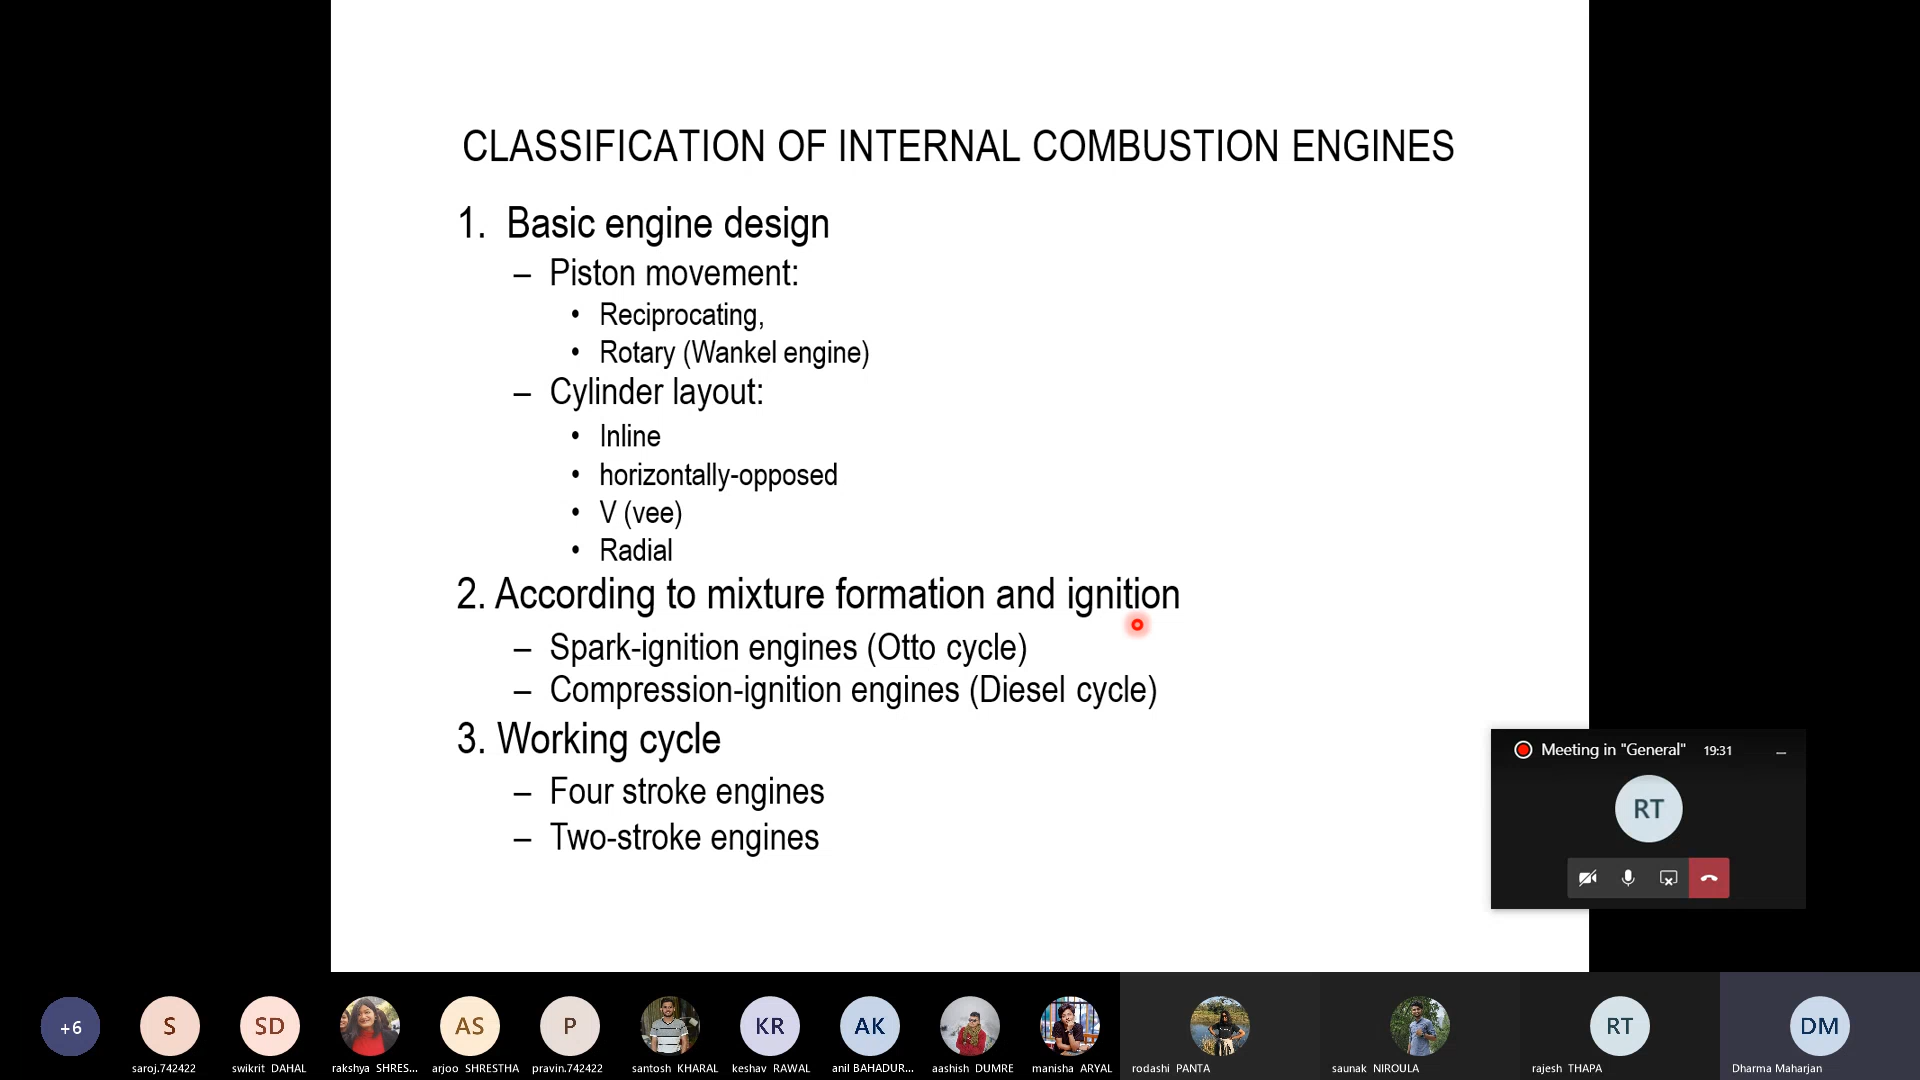 CLASSIFICATION OF INTERNAL COMBUSTION ENGINES
1. Basic engine design
– Piston movement:
• Reciprocating,
• Rotary (Wankel engine)
– Cylinder layout:
• Inline
• horizontally-opposed
• V (vee)
• Radial
2. According to mixture formation and ignition
– Spark-ignition engines (Otto cycle)
– Compression-ignition engines (Diesel cycle)
3. Working cycle
– Four stroke engines
– Two-stroke engines
Meeting in "General" 19:31
RT
+6 S SD AS P KR AK RT DM
saroj.742422 swikrit DAHAL rakshya SHRES... arjoo SHRESTHA pravin.742422 santosh KHARAL keshav RAWAL anil BAHADUR... aashish DUMRE manisha ARYAL rodashi PANTA saunak NIROULA rajesh THAPA Dharma Maharjan